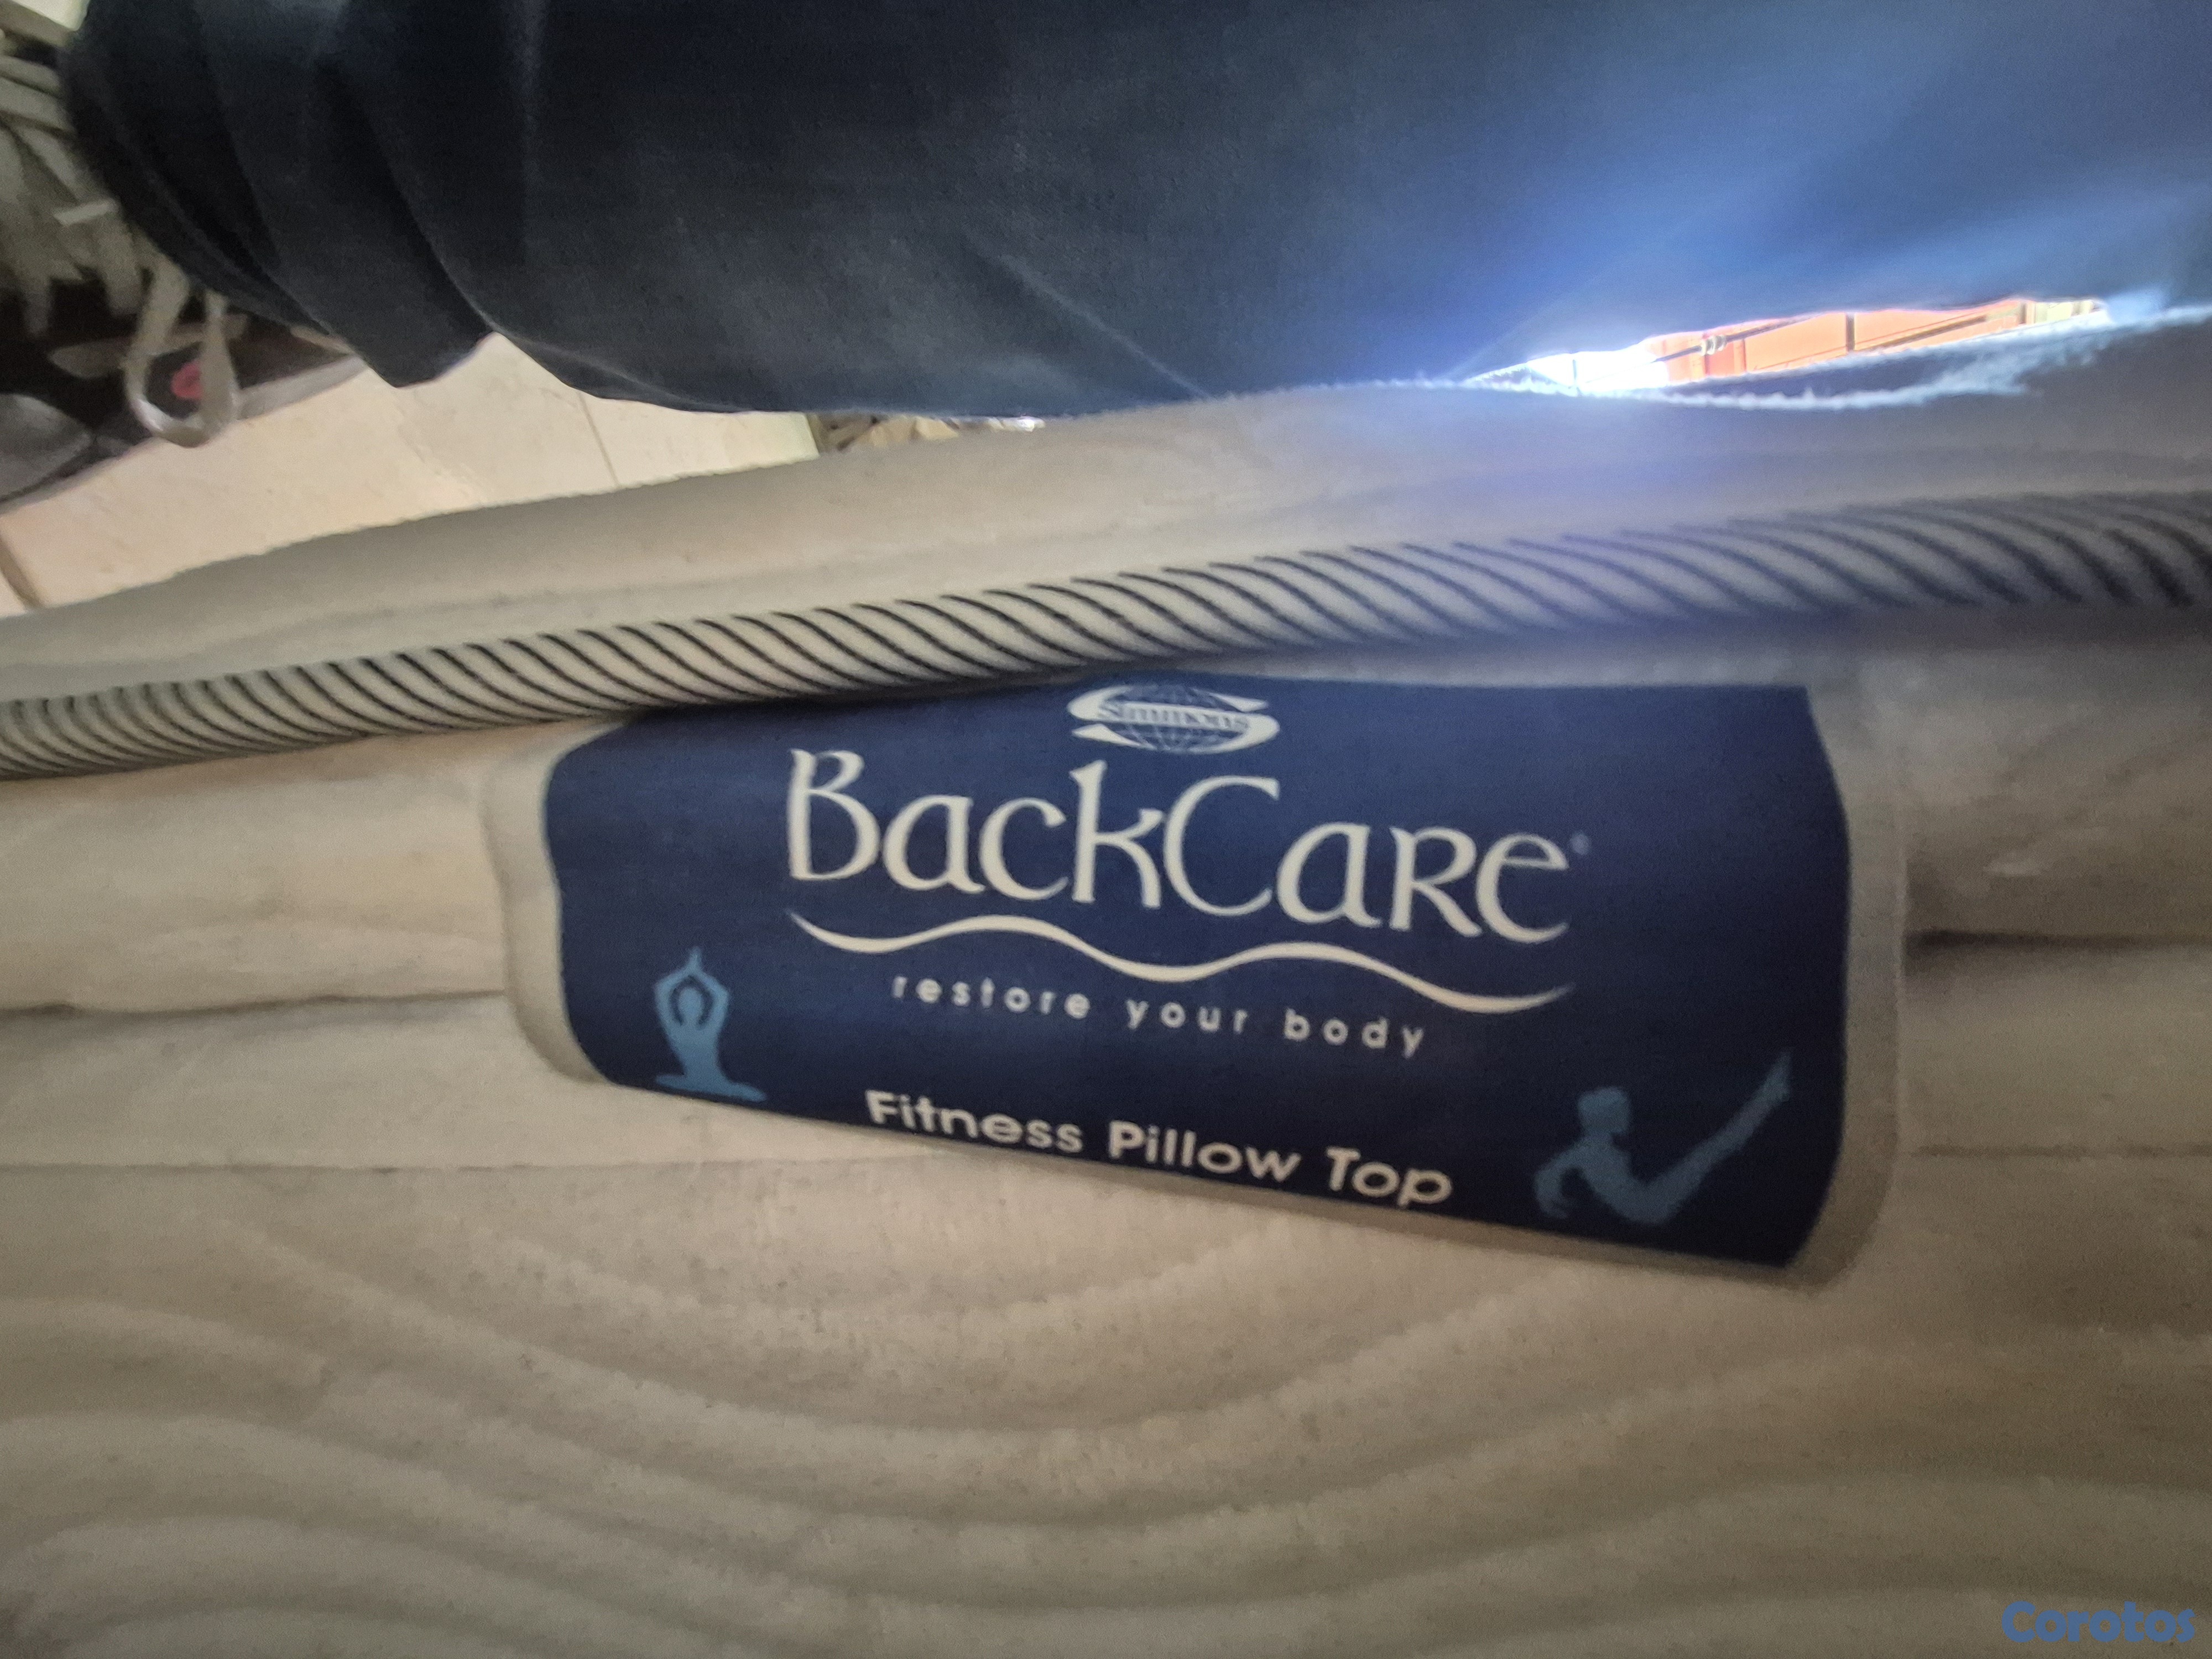 Simmons
BackCare®
restore your body
Fitness Pillow Top
Corotos